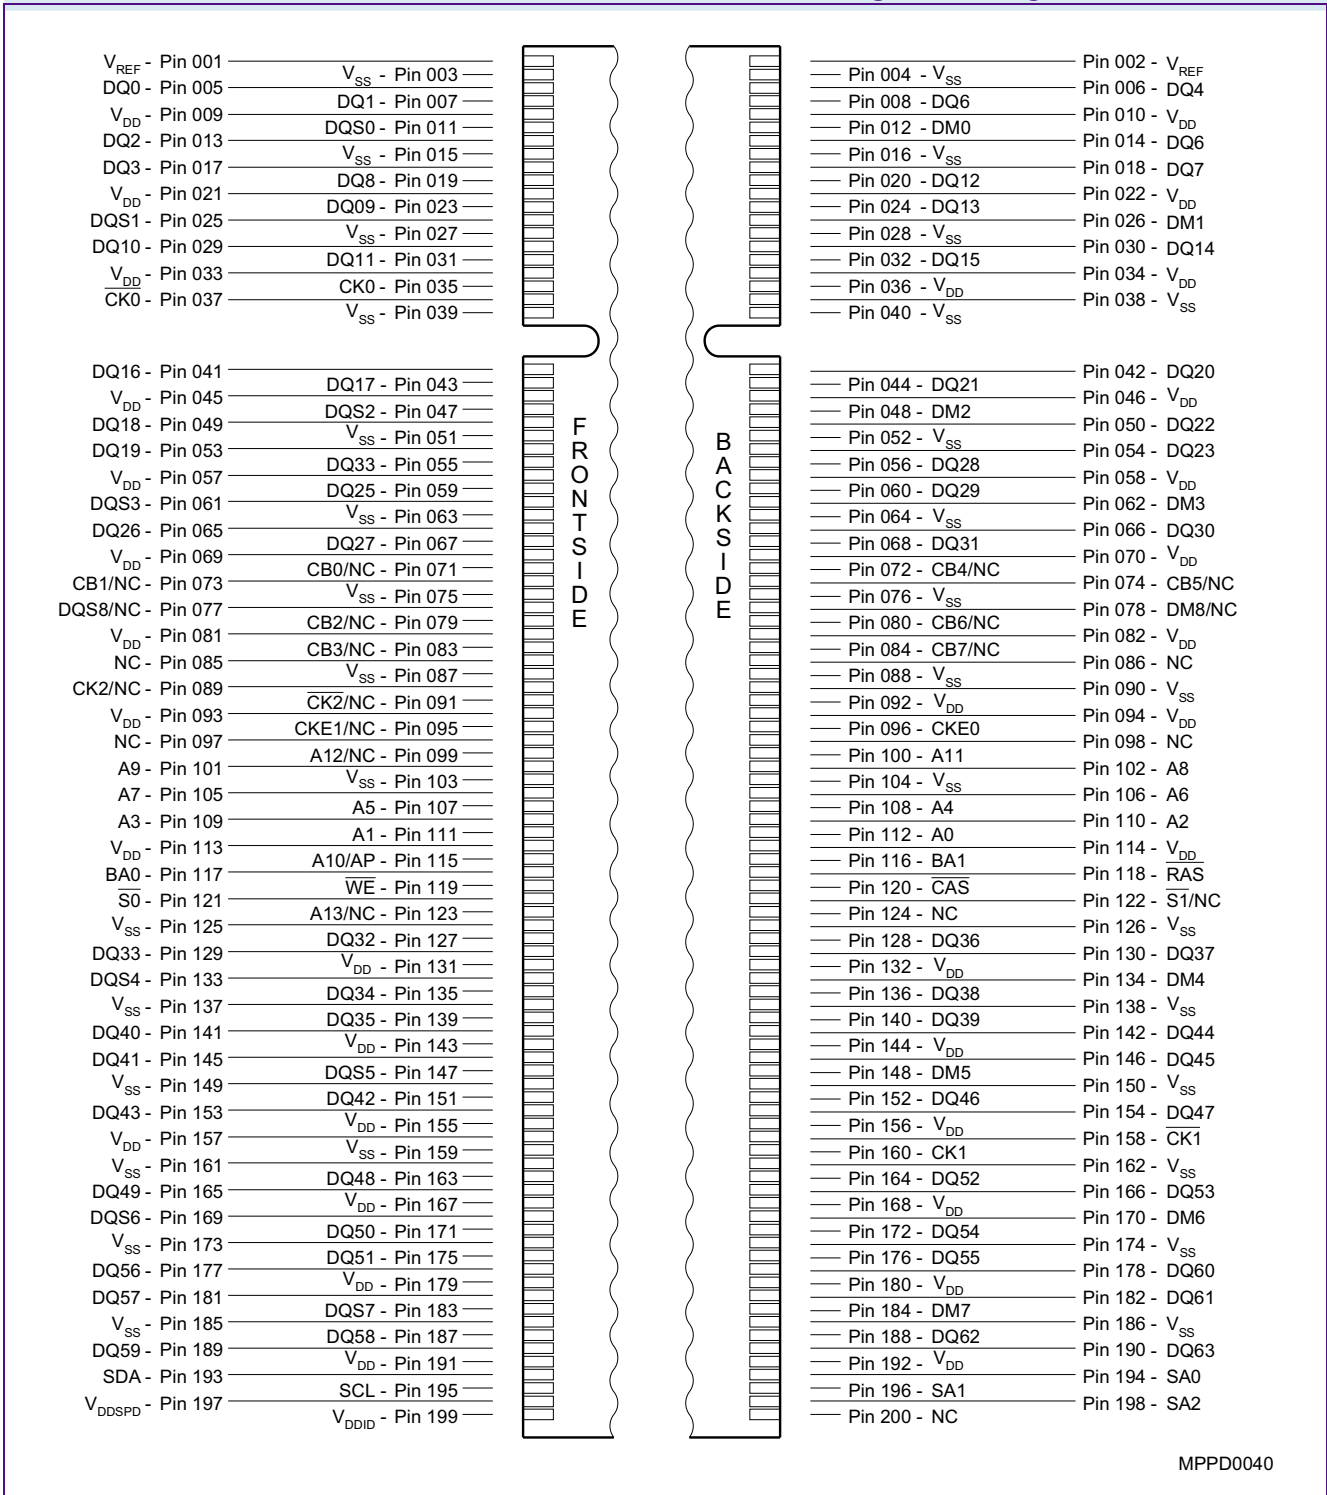 VREF - Pin 001
VSS - Pin 003
DQ0 - Pin 005
DQ1 - Pin 007
VDD - Pin 009
DQS0 - Pin 011
DQ2 - Pin 013
VSS - Pin 015
DQ3 - Pin 017
DQ8 - Pin 019
VDD - Pin 021
DQ09 - Pin 023
DQS1 - Pin 025
VSS - Pin 027
DQ10 - Pin 029
DQ11 - Pin 031
VDD - Pin 033
CK0 - Pin 035
CK0 - Pin 037
VSS - Pin 039
DQ16 - Pin 041
DQ17 - Pin 043
VDD - Pin 045
DQS2 - Pin 047
DQ18 - Pin 049
VSS - Pin 051
DQ19 - Pin 053
DQ33 - Pin 055
VDD - Pin 057
DQ25 - Pin 059
DQS3 - Pin 061
VSS - Pin 063
DQ26 - Pin 065
DQ27 - Pin 067
VDD - Pin 069
CB0/NC - Pin 071
CB1/NC - Pin 073
VSS - Pin 075
DQS8/NC - Pin 077
CB2/NC - Pin 079
VDD - Pin 081
CB3/NC - Pin 083
NC - Pin 085
VSS - Pin 087
CK2/NC - Pin 089
CK2/NC - Pin 091
VDD - Pin 093
CKE1/NC - Pin 095
NC - Pin 097
A12/NC - Pin 099
A9 - Pin 101
VSS - Pin 103
A7 - Pin 105
A5 - Pin 107
A3 - Pin 109
A1 - Pin 111
VDD - Pin 113
A10/AP - Pin 115
BA0 - Pin 117
WE - Pin 119
S0 - Pin 121
A13/NC - Pin 123
VSS - Pin 125
DQ32 - Pin 127
DQ33 - Pin 129
VDD - Pin 131
DQS4 - Pin 133
DQ34 - Pin 135
VSS - Pin 137
DQ35 - Pin 139
DQ40 - Pin 141
VDD - Pin 143
DQ41 - Pin 145
DQS5 - Pin 147
VSS - Pin 149
DQ42 - Pin 151
DQ43 - Pin 153
VDD - Pin 155
VDD - Pin 157
VSS - Pin 159
VSS - Pin 161
DQ48 - Pin 163
DQ49 - Pin 165
VDD - Pin 167
DQS6 - Pin 169
DQ50 - Pin 171
VSS - Pin 173
DQ51 - Pin 175
DQ56 - Pin 177
VDD - Pin 179
DQ57 - Pin 181
DQS7 - Pin 183
VSS - Pin 185
DQ58 - Pin 187
DQ59 - Pin 189
VDD - Pin 191
SDA - Pin 193
SCL - Pin 195
VDDSPD - Pin 197
VDDID - Pin 199
FRONTSIDE
BACKSIDE
Pin 002 - VREF
Pin 004 - VSS
Pin 006 - DQ4
Pin 008 - DQ6
Pin 010 - VDD
Pin 012 - DM0
Pin 014 - DQ6
Pin 016 - VSS
Pin 018 - DQ7
Pin 020 - DQ12
Pin 022 - VDD
Pin 024 - DQ13
Pin 026 - DM1
Pin 028 - VSS
Pin 030 - DQ14
Pin 032 - DQ15
Pin 034 - VDD
Pin 036 - VDD
Pin 038 - VSS
Pin 040 - VSS
Pin 042 - DQ20
Pin 044 - DQ21
Pin 046 - VDD
Pin 048 - DM2
Pin 050 - DQ22
Pin 052 - VSS
Pin 054 - DQ23
Pin 056 - DQ28
Pin 058 - VDD
Pin 060 - DQ29
Pin 062 - DM3
Pin 064 - VSS
Pin 066 - DQ30
Pin 068 - DQ31
Pin 070 - VDD
Pin 072 - CB4/NC
Pin 074 - CB5/NC
Pin 076 - VSS
Pin 078 - DM8/NC
Pin 080 - CB6/NC
Pin 082 - VDD
Pin 084 - CB7/NC
Pin 086 - NC
Pin 088 - VSS
Pin 090 - VSS
Pin 092 - VDD
Pin 094 - VDD
Pin 096 - CKE0
Pin 098 - NC
Pin 100 - A11
Pin 102 - A8
Pin 104 - VSS
Pin 106 - A6
Pin 108 - A4
Pin 110 - A2
Pin 112 - A0
Pin 114 - VDD
Pin 116 - BA1
Pin 118 - RAS
Pin 120 - CAS
Pin 122 - S1/NC
Pin 124 - NC
Pin 126 - VSS
Pin 128 - DQ36
Pin 130 - DQ37
Pin 132 - VDD
Pin 134 - DM4
Pin 136 - DQ38
Pin 138 - VSS
Pin 140 - DQ39
Pin 142 - DQ44
Pin 144 - VDD
Pin 146 - DQ45
Pin 148 - DM5
Pin 150 - VSS
Pin 152 - DQ46
Pin 154 - DQ47
Pin 156 - VDD
Pin 158 - CK1
Pin 160 - CK1
Pin 162 - VSS
Pin 164 - DQ52
Pin 166 - DQ53
Pin 168 - VDD
Pin 170 - DM6
Pin 172 - DQ54
Pin 174 - VSS
Pin 176 - DQ55
Pin 178 - DQ60
Pin 180 - VDD
Pin 182 - DQ61
Pin 184 - DM7
Pin 186 - VSS
Pin 188 - DQ62
Pin 190 - DQ63
Pin 192 - VDD
Pin 194 - SA0
Pin 196 - SA1
Pin 198 - SA2
Pin 200 - NC
MPPD0040